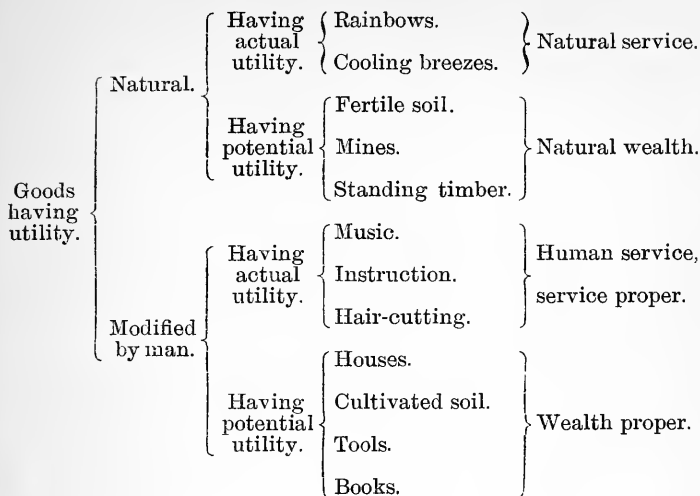 Goods
having
utility.
Natural.
Having
actual
utility.
Rainbows.
Cooling breezes.
Natural service.
Having
potential
utility.
Fertile soil.
Mines.
Standing timber.
Natural wealth.
Modified
by man.
Having
actual
utility.
Music.
Instruction.
Hair-cutting.
Human service,
service proper.
Having
potential
utility.
Houses.
Cultivated soil.
Tools.
Books.
Wealth proper.